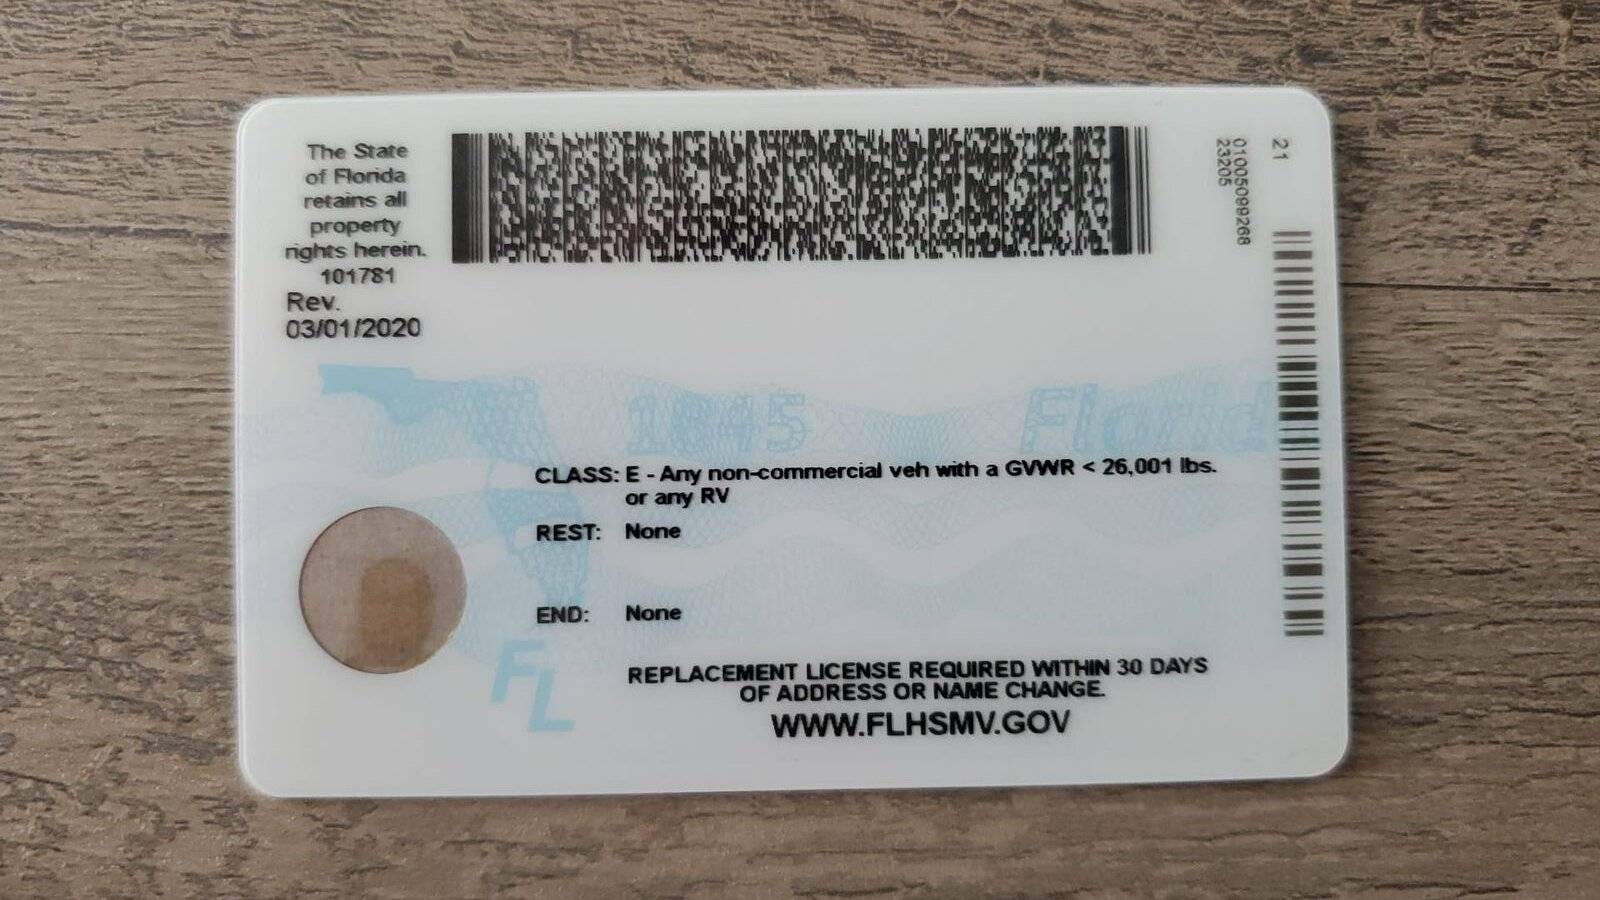 The State
of Florida
retains all
property
rights herein.
101781
Rev.
03/01/2020
21
0100509
23205
1845 Florid
CLASS: E - Any non-commercial veh with a GVWR < 26,001 lbs.
or any RV
REST: None
END: None
FL
REPLACEMENT LICENSE REQUIRED WITHIN 30 DAYS
OF ADDRESS OR NAME CHANGE.
WWW.FLHSMV.GOV